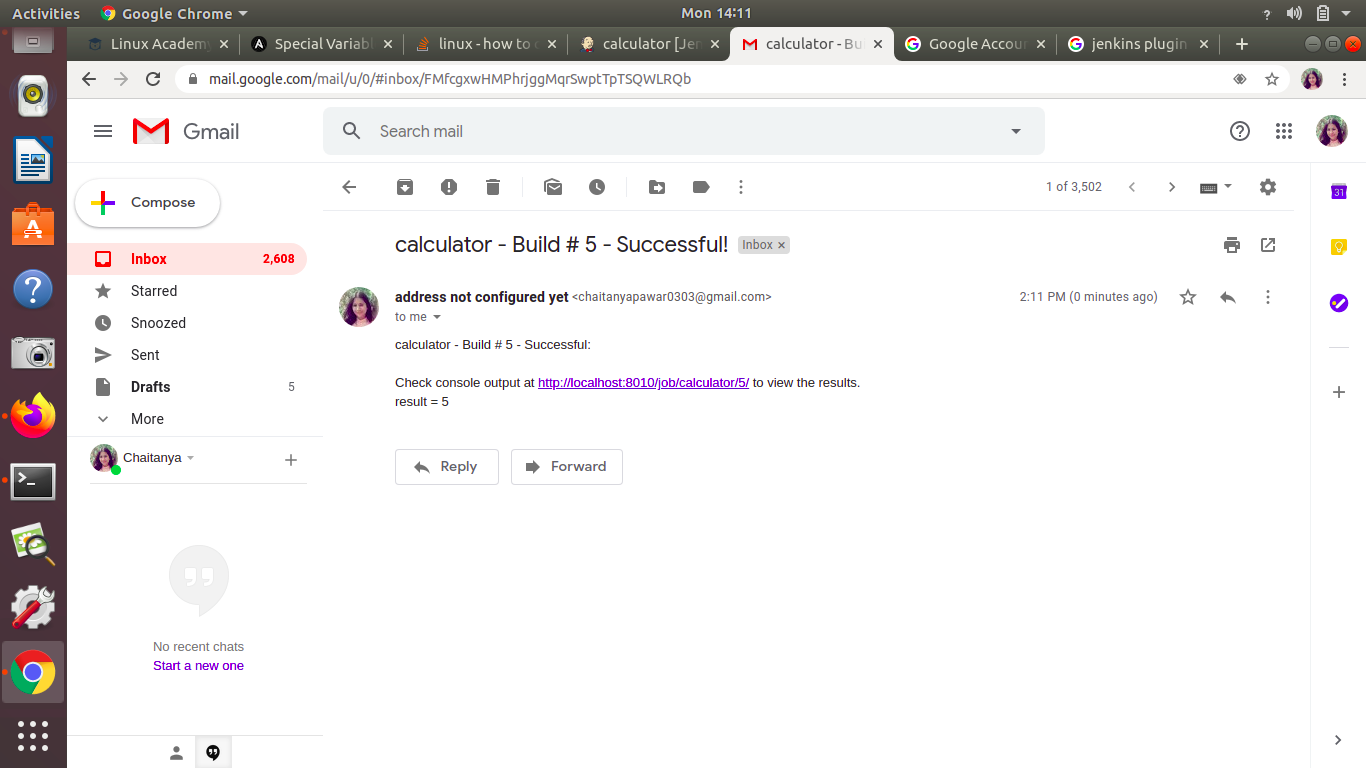 Activities
Google Chrome
Mon 14:11
?
Linux Academ
Special Variabl
linux - how to
calculator [Jen
calculator - Bui
Google Accoun
jenkins plugin
mail.google.com/mail/u/0/#inbox/FMfcgxwHMPhrjggMqrSwptTpTSQWLRQb
Gmail
Search mail
Compose
1 of 3,502
31
Inbox 2,608
Starred
Snoozed
Sent
Drafts 5
More
Chaitanya
No recent chats
Start a new one
calculator - Build # 5 - Successful! Inbox ×
address not configured yet <chaitanyapawar0303@gmail.com>
2:11 PM (0 minutes ago)
to me
calculator - Build # 5 - Successful:
Check console output at http://localhost:8010/job/calculator/5/ to view the results.
result = 5
Reply
Forward